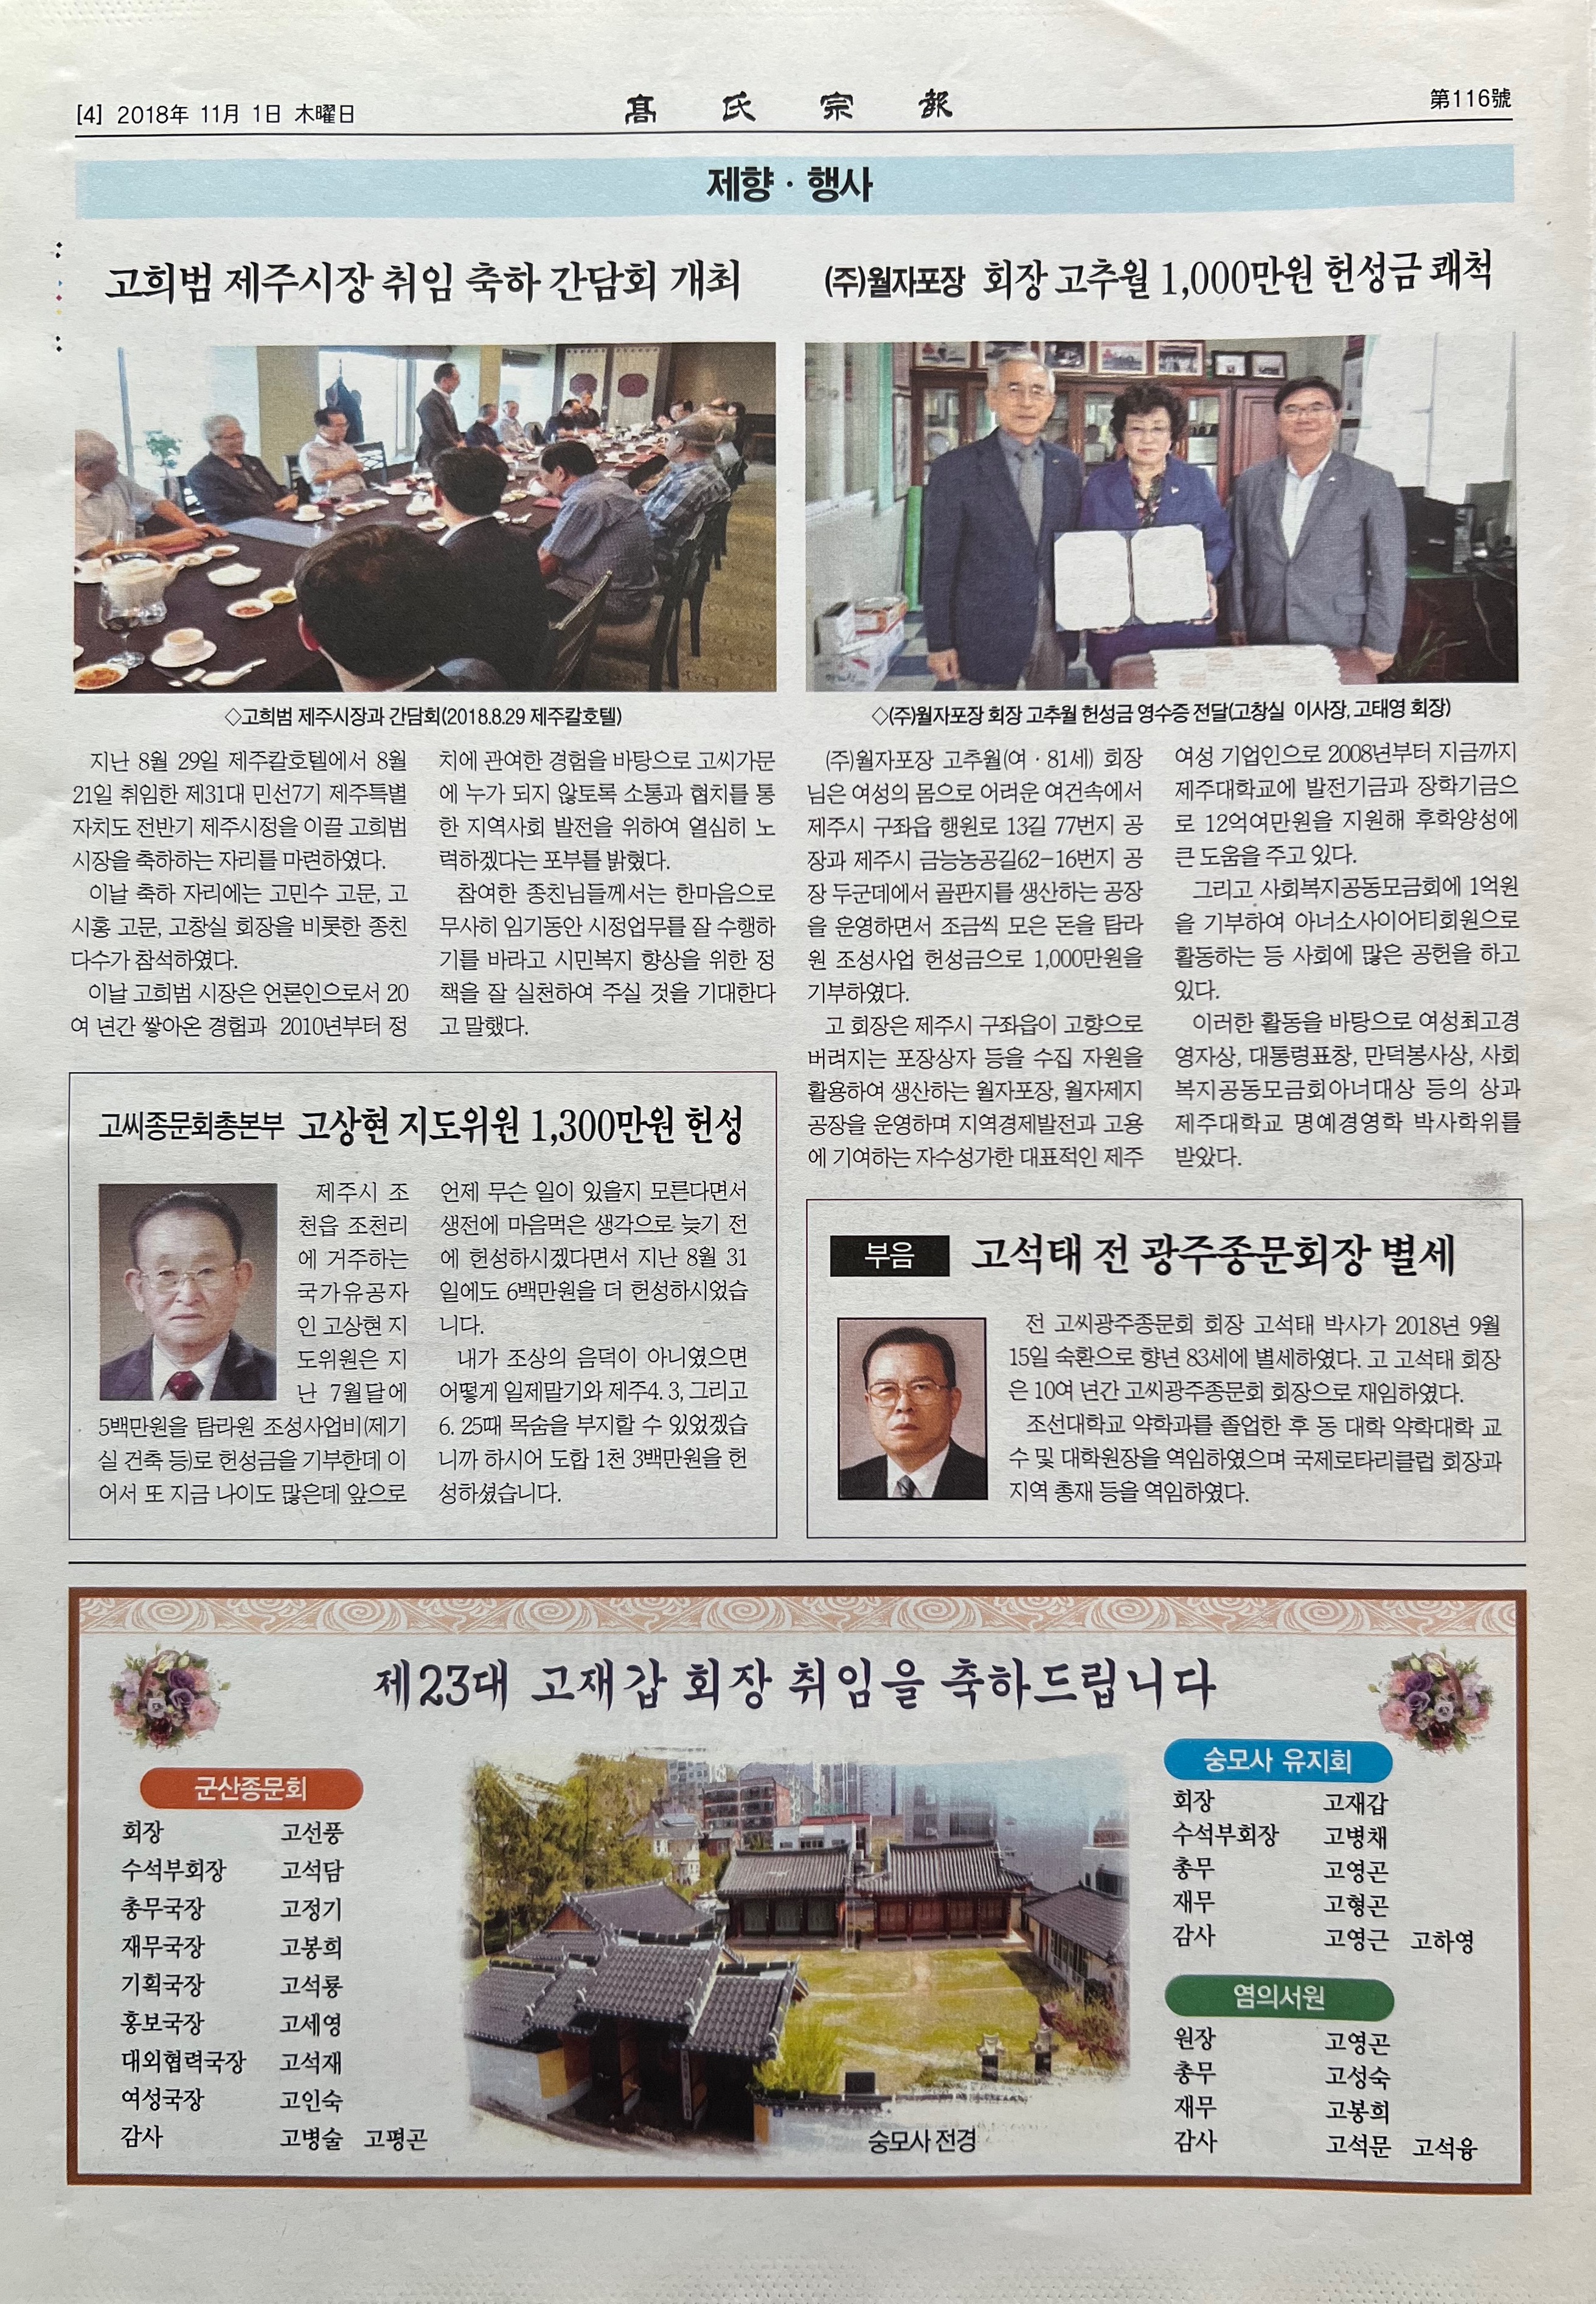 [4] 2018年 11月 1日 木曜日
髙氏宗報
第116號
제향 · 행사
고희범 제주시장 취임 축하 간담회 개최
◇고희범 제주시장과 간담회(2018.8.29 제주칼호텔)
지난 8월 29일 제주칼호텔에서 8월
21일 취임한 제31대 민선7기 제주특별
자치도 전반기 제주시정을 이끌 고희범
시장을 축하하는 자리를 마련하였다.
이날 축하 자리에는 고민수 고문, 고
시홍 고문, 고창실 회장을 비롯한 종친
다수가 참석하였다.
이날 고희범 시장은 언론인으로서 20
여 년간 쌓아온 경험과 2010년부터 정
치에 관여한 경험을 바탕으로 고씨가문
에 누가 되지 않도록 소통과 협치를 통
한 지역사회 발전을 위하여 열심히 노
력하겠다는 포부를 밝혔다.
참여한 종친님들께서는 한마음으로
무사히 임기동안 시정업무를 잘 수행하
기를 바라고 시민복지 향상을 위한 정
책을 잘 실천하여 주실 것을 기대한다
고 말했다.
(주)월자포장 회장 고추월 1,000만원 헌성금 쾌척
◇(주)월자포장 회장 고추월 헌성금 영수증 전달(고창실 이사장, 고태영 회장)
(주)월자포장 고추월(여 · 81세) 회장
님은 여성의 몸으로 어려운 여건속에서
제주시 구좌읍 행원로 13길 77번지 공
장과 제주시 금능농공길62-16번지 공
장 두군데에서 골판지를 생산하는 공장
을 운영하면서 조금씩 모은 돈을 탐라
원 조성사업 헌성금으로 1,000만원을
기부하였다.
고 회장은 제주시 구좌읍이 고향으로
버려지는 포장상자 등을 수집 자원을
활용하여 생산하는 월자포장, 월자제지
공장을 운영하며 지역경제발전과 고용
에 기여하는 자수성가한 대표적인 제주
여성 기업인으로 2008년부터 지금까지
제주대학교에 발전기금과 장학기금으
로 12억여만원을 지원해 후학양성에
큰 도움을 주고 있다.
그리고 사회복지공동모금회에 1억원
을 기부하여 아너소사이어티회원으로
활동하는 등 사회에 많은 공헌을 하고
있다.
이러한 활동을 바탕으로 여성최고경
영자상, 대통령표창, 만덕봉사상, 사회
복지공동모금회아너대상 등의 상과
제주대학교 명예경영학 박사학위를
받았다.
고씨종문회총본부 고상현 지도위원 1,300만원 헌성
제주시 조
천읍 조천리
에 거주하는
국가유공자
인 고상현 지
도위원은 지
난 7월달에
5백만원을 탐라원 조성사업비(제기
실 건축 등)로 헌성금을 기부한데 이
어서 또 지금 나이도 많은데 앞으로
언제 무슨 일이 있을지 모른다면서
생전에 마음먹은 생각으로 늦기 전
에 헌성하시겠다면서 지난 8월 31
일에도 6백만원을 더 헌성하시었습
니다.
내가 조상의 음덕이 아니였으면
어떻게 일제말기와 제주4. 3, 그리고
6. 25때 목숨을 부지할 수 있었겠습
니까 하시어 도합 1천 3백만원을 헌
성하셨습니다.
부음 고석태 전 광주종문회장 별세
전 고씨광주종문회 회장 고석태 박사가 2018년 9월
15일 숙환으로 향년 83세에 별세하였다. 고 고석태 회장
은 10여 년간 고씨광주종문회 회장으로 재임하였다.
조선대학교 약학과를 졸업한 후 동 대학 약학대학 교
수 및 대학원장을 역임하였으며 국제로타리클럽 회장과
지역 총재 등을 역임하였다.
제23대 고재갑 회장 취임을 축하드립니다
군산종문회
회장 고선풍
수석부회장 고석담
총무국장 고정기
재무국장 고봉희
기획국장 고석룡
홍보국장 고세영
대외협력국장 고석재
여성국장 고인숙
감사 고병술 고평곤
숭모사 전경
숭모사 유지회
회장 고재갑
수석부회장 고병채
총무 고영곤
재무 고형곤
감사 고영근 고하영
염의서원
원장 고영곤
총무 고성숙
재무 고봉희
감사 고석문 고석융